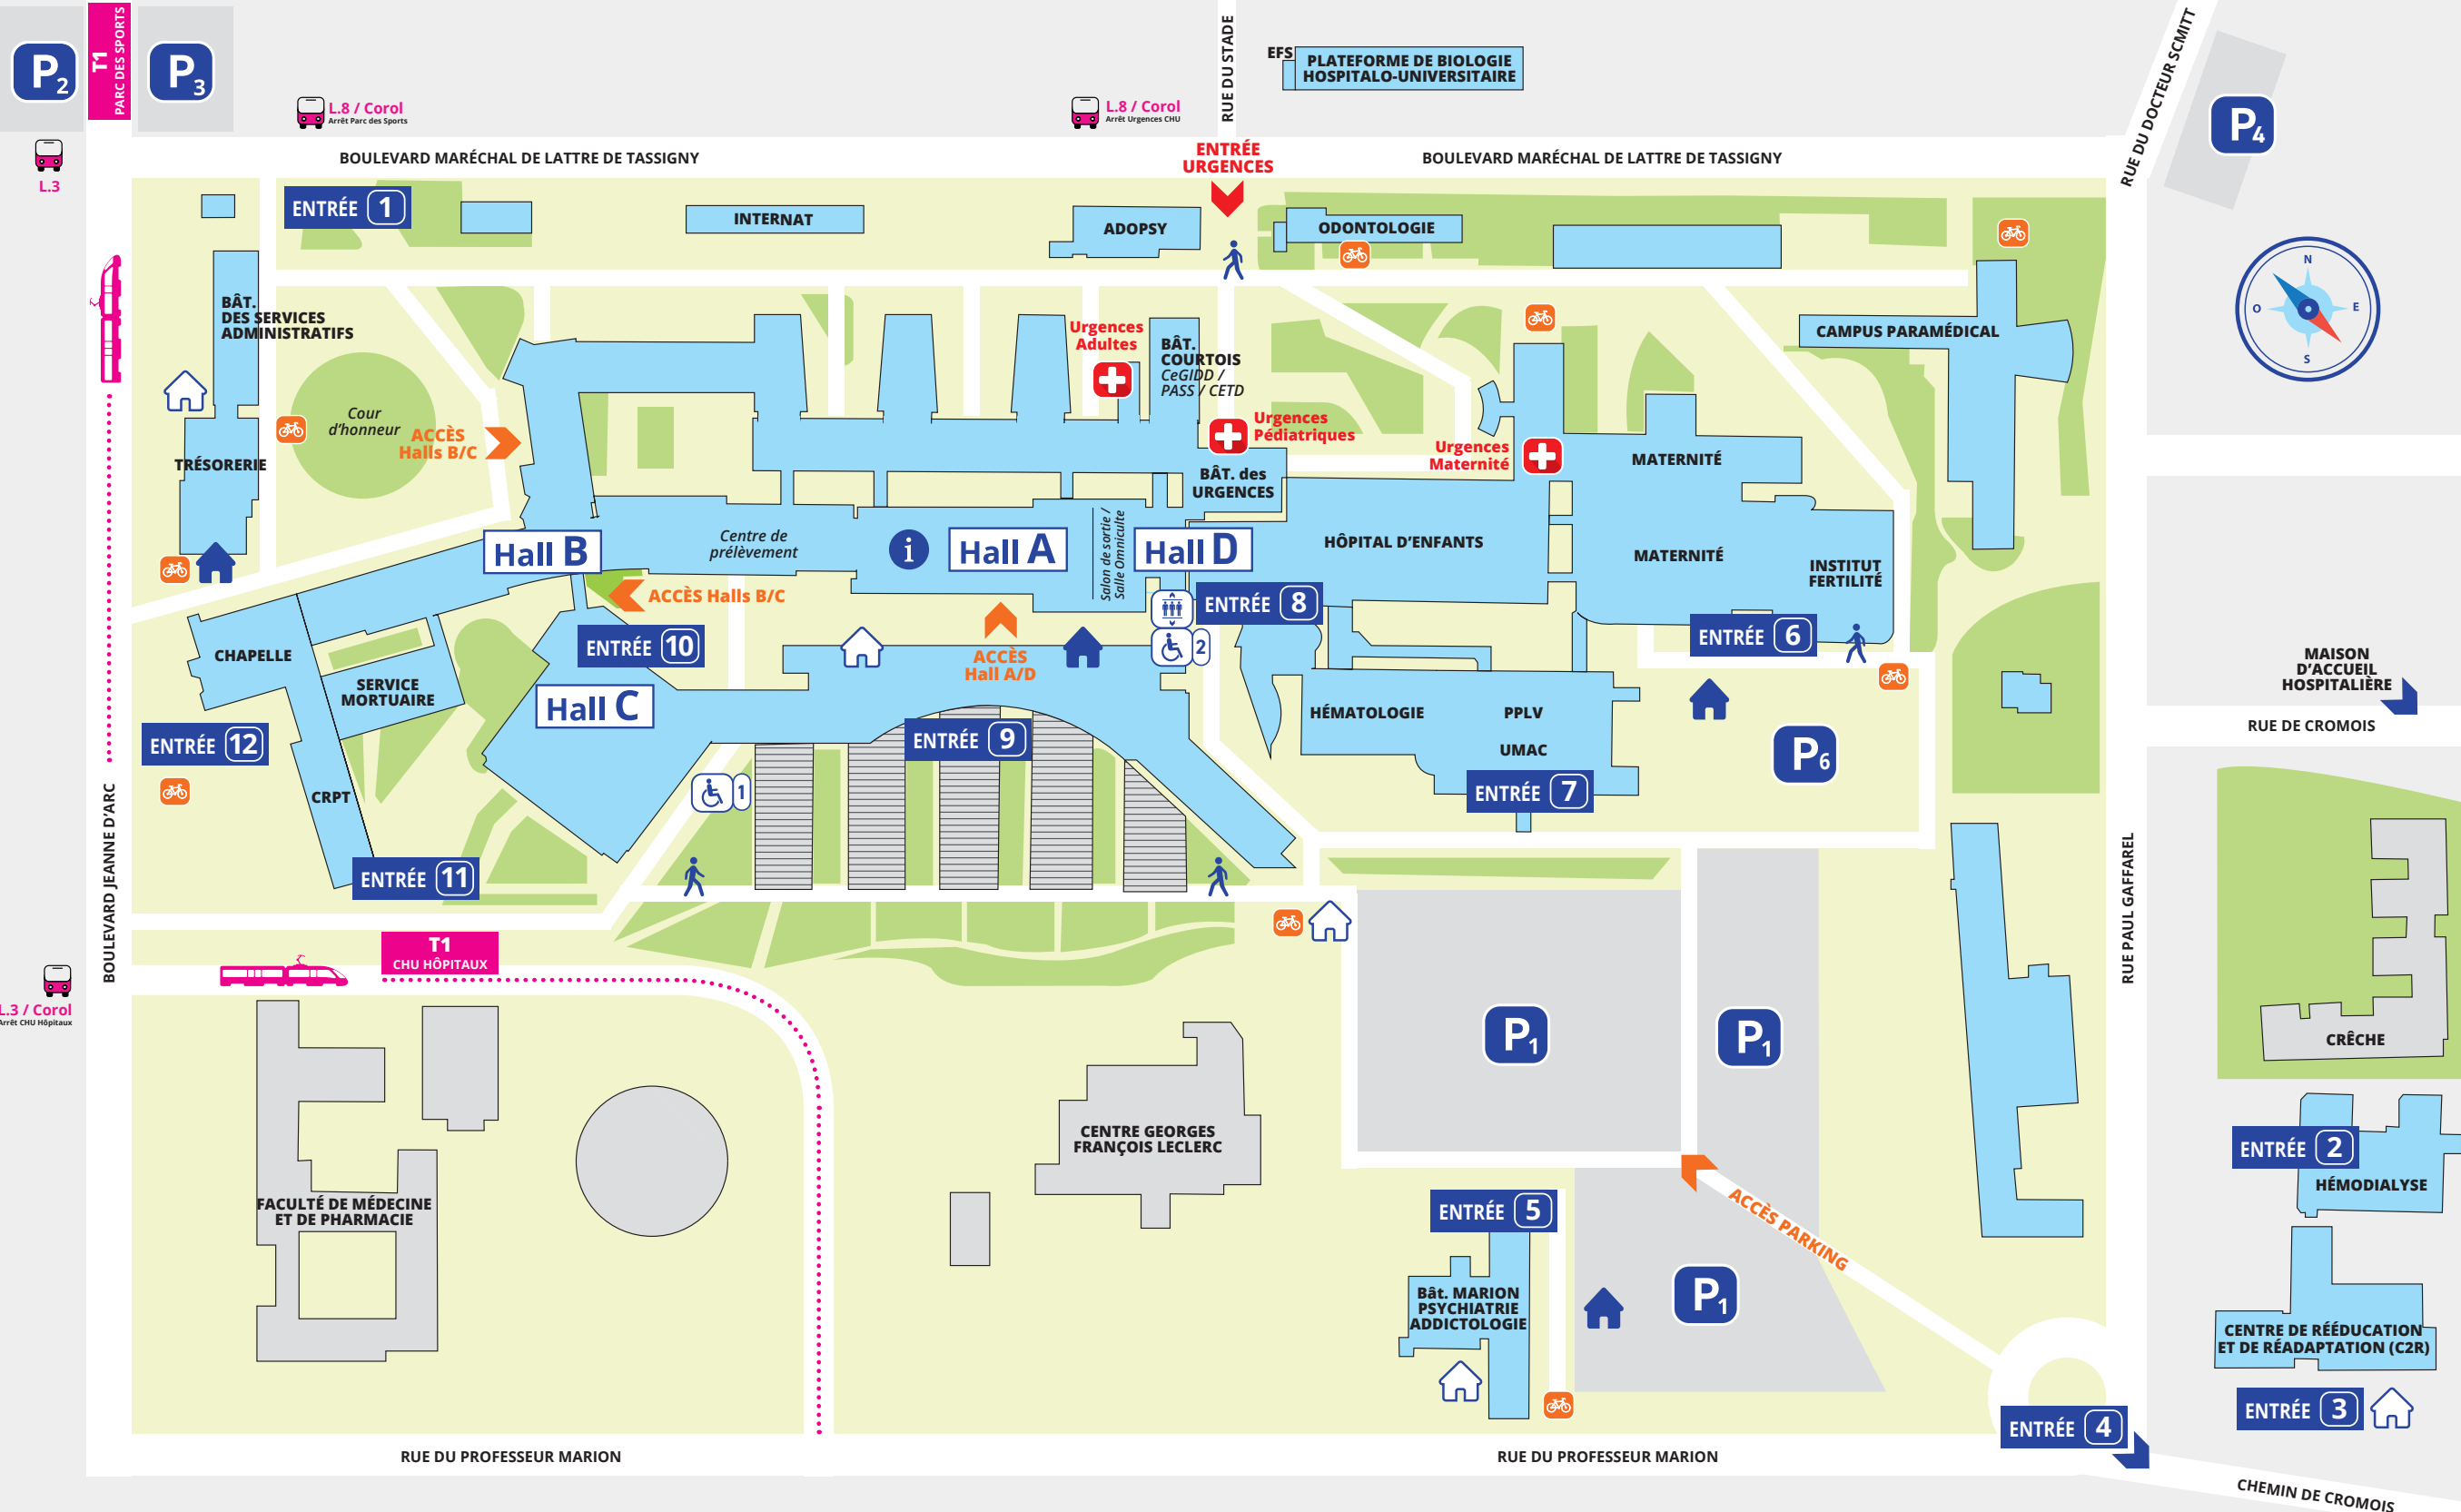 P2
T1
PARC DES SPORTS
P3
L.8 / Corol
Arrêt Parc des Sports
L.8 / Corol
Arrêt Urgences CHU
RUE DU STADE
EFS
PLATEFORME DE BIOLOGIE
HOSPITALO-UNIVERSITAIRE
RUE DU DOCTEUR SCMITT
P4
L.3
BOULEVARD MARÉCHAL DE LATTRE DE TASSIGNY
ENTRÉE
URGENCES
BOULEVARD MARÉCHAL DE LATTRE DE TASSIGNY
ENTRÉE 1
INTERNAT
ADOPSY
ODONTOLOGIE
N
O
E
S
BÂT.
DES SERVICES
ADMINISTRATIFS
Urgences
Adultes
BÂT.
COURTOIS
CeGIDD /
PASS / CETD
CAMPUS PARAMÉDICAL
Cour
d'honneur
ACCÈS
Halls B/C
Urgences
Pédiatriques
Urgences
Maternité
MATERNITÉ
TRÉSORERIE
BÂT. des
URGENCES
Hall B
Centre de
prélèvement
i
Hall A
Salon de sortie /
Salle Omniculte
Hall D
HÔPITAL D'ENFANTS
MATERNITÉ
INSTITUT
FERTILITÉ
ACCÈS Halls B/C
ENTRÉE 8
ENTRÉE 10
2
ENTRÉE 6
CHAPELLE
ACCÈS
Hall A/D
MAISON
D'ACCUEIL
HOSPITALIÈRE
SERVICE
MORTUAIRE
Hall C
HÉMATOLOGIE
PPLV
RUE DE CROMOIS
ENTRÉE 12
ENTRÉE 9
UMAC
P6
CRPT
1
ENTRÉE 7
BOULEVARD JEANNE D'ARC
ENTRÉE 11
RUE PAUL GAFFAREL
T1
CHU HÔPITAUX
L.3 / Corol
Arrêt CHU Hôpitaux
P1
P1
CRÊCHE
CENTRE GEORGES
FRANÇOIS LECLERC
ENTRÉE 2
HÉMODIALYSE
FACULTÉ DE MÉDECINE
ET DE PHARMACIE
ENTRÉE 5
ACCÈS PARKING
Bât. MARION
PSYCHIATRIE
ADDICTOLOGIE
P1
CENTRE DE RÉÉDUCATION
ET DE RÉADAPTATION (C2R)
ENTRÉE 3
ENTRÉE 4
RUE DU PROFESSEUR MARION
RUE DU PROFESSEUR MARION
CHEMIN DE CROMOIS